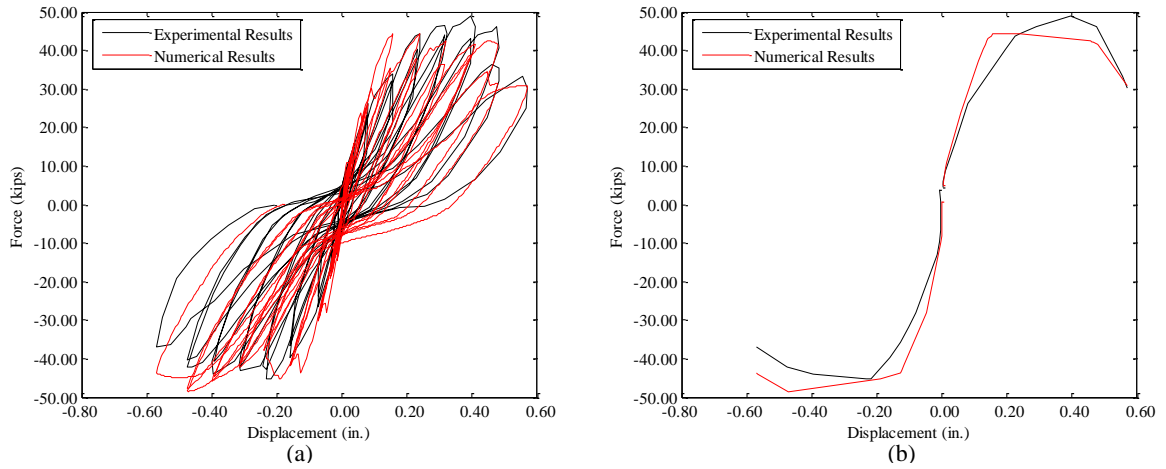 50.00
40.00
30.00
20.00
10.00
0.00
-10.00
-20.00
-30.00
-40.00
-50.00
Force (kips)
Experimental Results
Numerical Results
-0.80 -0.60 -0.40 -0.20 0.00 0.20 0.40 0.60
Displacement (in.)
(a)
50.00
40.00
30.00
20.00
10.00
0.00
-10.00
-20.00
-30.00
-40.00
-50.00
Force (kips)
Experimental Results
Numerical Results
-0.80 -0.60 -0.40 -0.20 0.00 0.20 0.40 0.60
Displacement (in.)
(b)